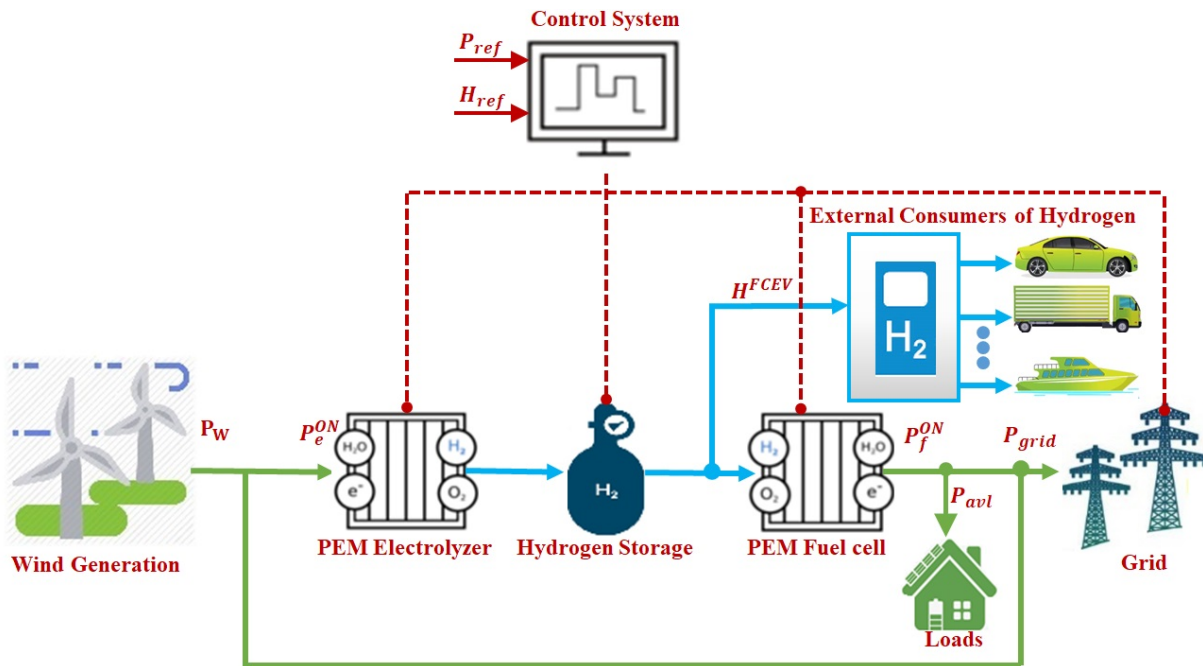 Control System
P_ref
H_ref
External Consumers of Hydrogen
H^FCEV
H₂
P_W
P_e^ON
H₂O
H₂
e⁻
O₂
H₂
H₂
O₂
H₂O
e⁻
P_f^ON
P_grid
P_avl
Wind Generation
PEM Electrolyzer
Hydrogen Storage
PEM Fuel cell
Grid
Loads